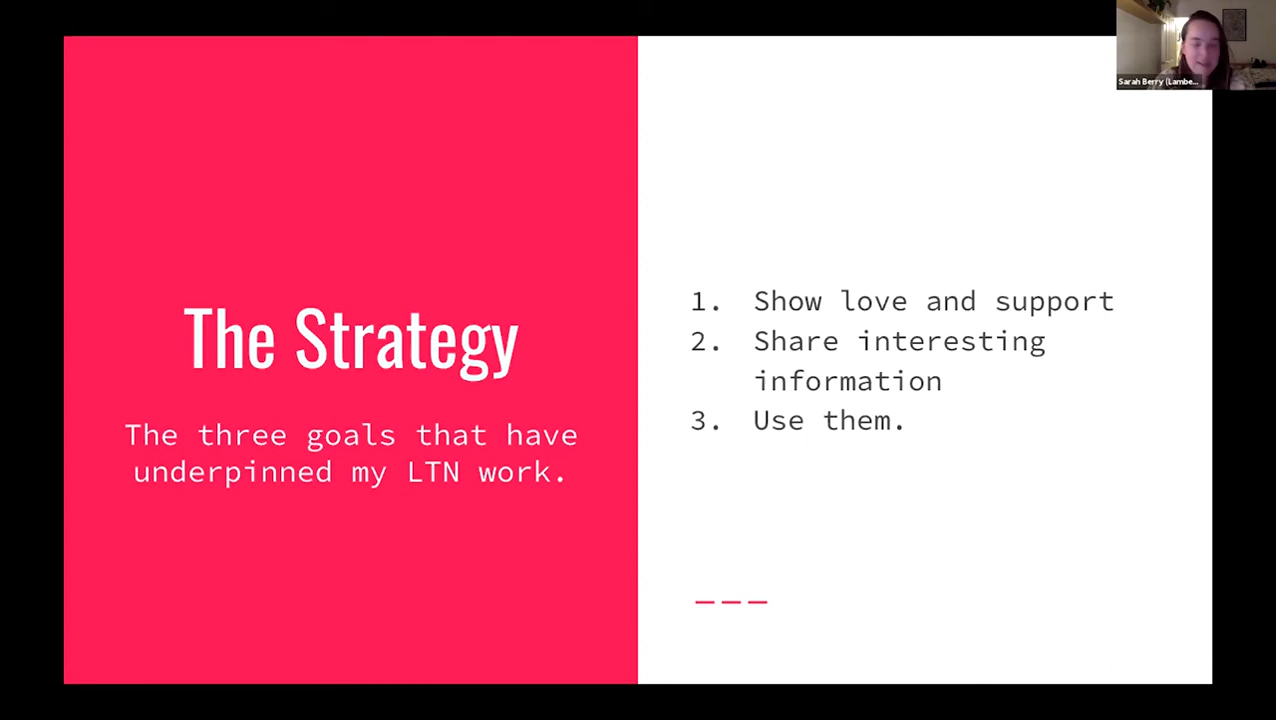 The Strategy
The three goals that have
underpinned my LTN work.
1. Show love and support
2. Share interesting
information
3. Use them.
Sarah Berry (Lambe...